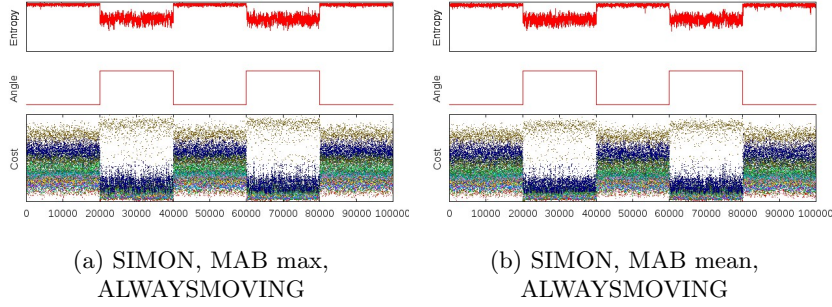 Entropy
Angle
Cost
0 10000 20000 30000 40000 50000 60000 70000 80000 90000 100000
(a) SIMON, MAB max,
ALWAYSMOVING
Entropy
Angle
Cost
0 10000 20000 30000 40000 50000 60000 70000 80000 90000 100000
(b) SIMON, MAB mean,
ALWAYSMOVING